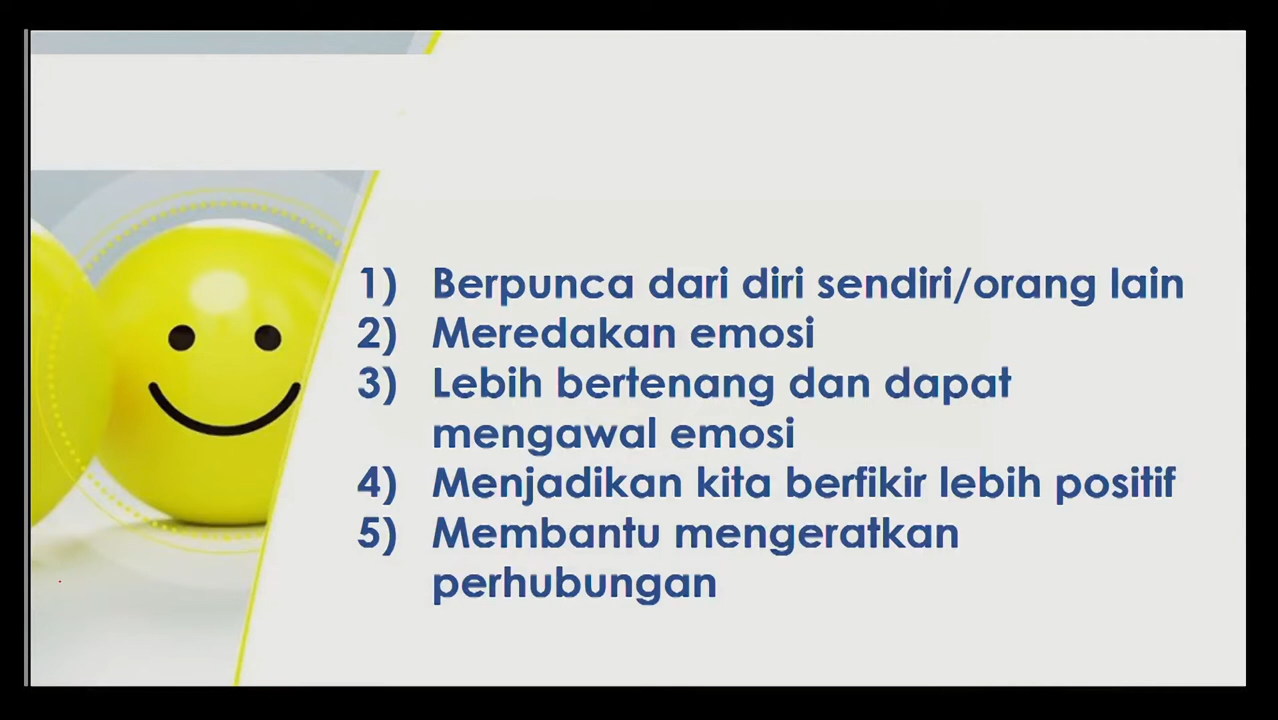 1) Berpunca dari diri sendiri/orang lain
2) Meredakan emosi
3) Lebih bertenang dan dapat
mengawal emosi
4) Menjadikan kita berfikir lebih positif
5) Membantu mengeratkan
perhubungan